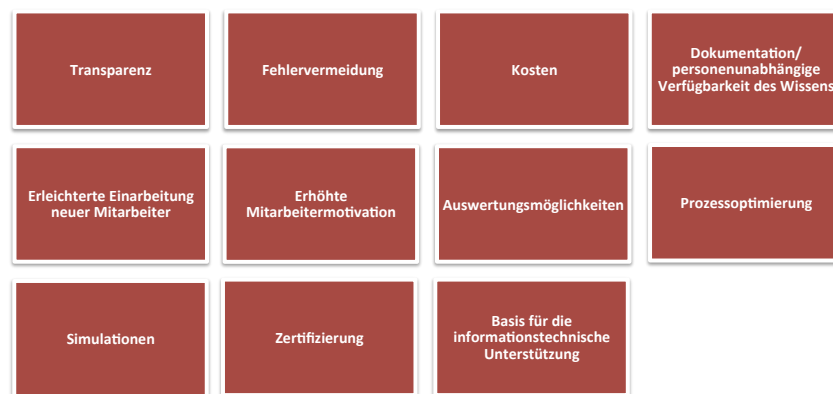 Transparenz
Fehlervermeidung
Kosten
Dokumentation/
personenunabhängige
Verfügbarkeit des Wissens
Erleichterte Einarbeitung
neuer Mitarbeiter
Erhöhte
Mitarbeitermotivation
Auswertungsmöglichkeiten
Prozessoptimierung
Simulationen
Zertifizierung
Basis für die
informationstechnische
Unterstützung